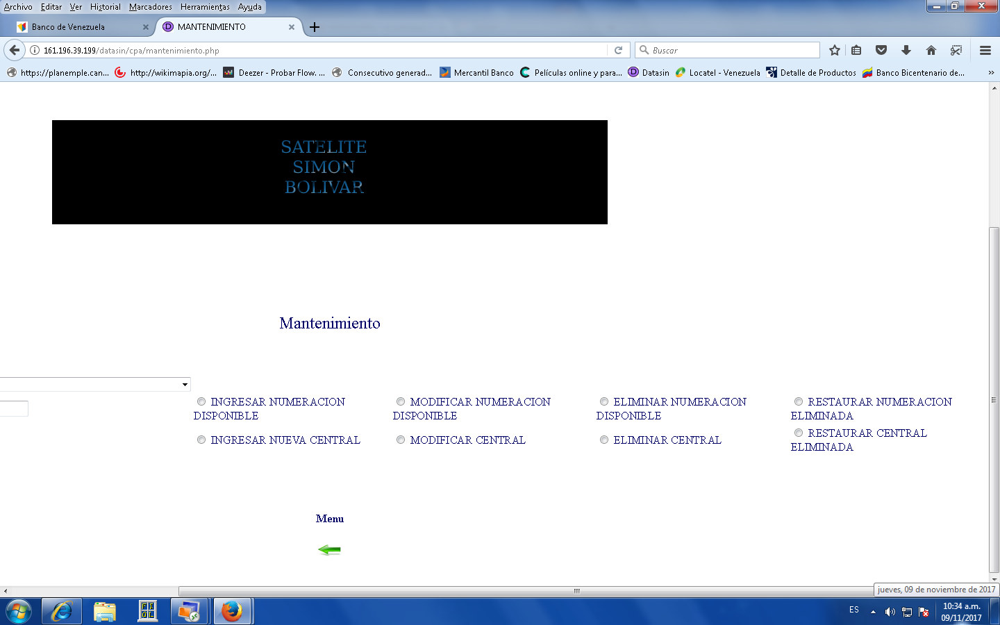 Archivo Editar Ver Historial Marcadores Herramientas Ayuda
Banco de Venezuela
MANTENIMIENTO
161.196.39.199/datasin/cpa/mantenimiento.php
Buscar
https://planemple.can...
http://wikimapia.org/...
Deezer - Probar Flow. ...
Consecutivo generad...
Mercantil Banco
Películas online y para...
Datasin
Locatel - Venezuela
Detalle de Productos
Banco Bicentenario de...
SATELITE
SIMON
BOLIVAR
Mantenimiento
INGRESAR NUMERACION
DISPONIBLE
MODIFICAR NUMERACION
DISPONIBLE
ELIMINAR NUMERACION
DISPONIBLE
RESTAURAR NUMERACION
ELIMINADA
INGRESAR NUEVA CENTRAL
MODIFICAR CENTRAL
ELIMINAR CENTRAL
RESTAURAR CENTRAL
ELIMINADA
Menu
jueves, 09 de noviembre de 2017
ES
10:34 a.m.
09/11/2017